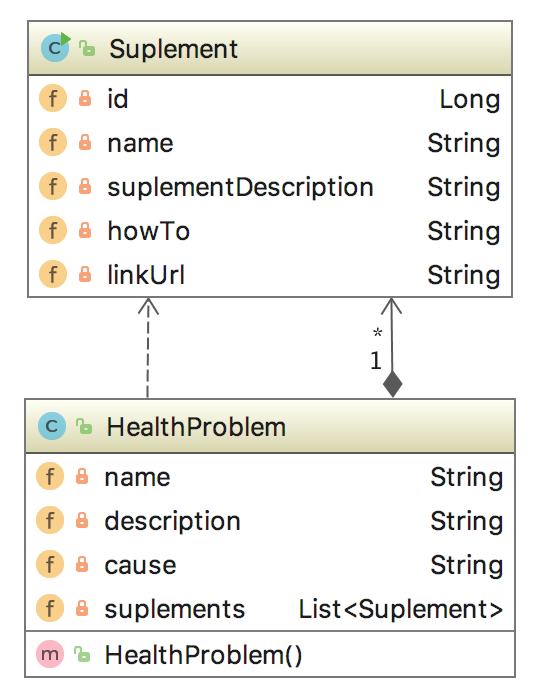 C Suplement
f id Long
f name String
f suplementDescription String
f howTo String
f linkUrl String
*
1
C HealthProblem
f name String
f description String
f cause String
f suplements List<Suplement>
m HealthProblem()